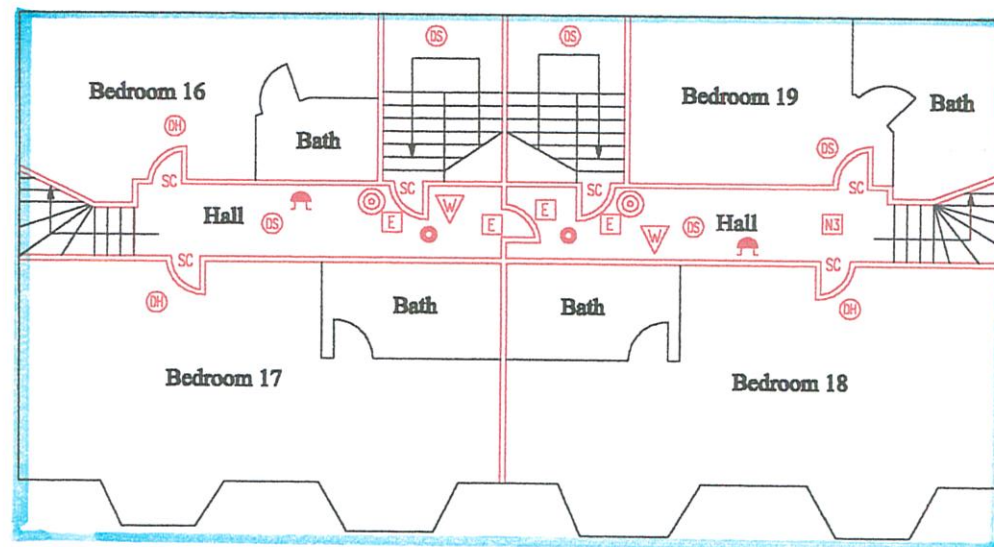 DS
DS
Bedroom 16
Bedroom 19
Bath
DH
Bath
DS
SC
SC
SC
SC
Hall
DS
E
W
E
E
E
W
DS
Hall
N3
SC
SC
DH
DH
Bath
Bath
Bedroom 17
Bedroom 18